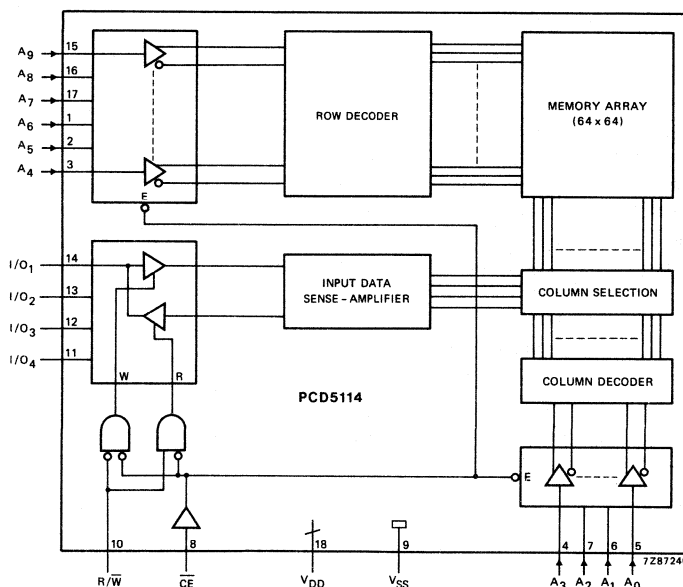 A9 15
A8 16
A7 17
A6 1
A5 2
A4 3
E
ROW DECODER
MEMORY ARRAY
(64 x 64)
I/O1 14
I/O2 13
I/O3 12
I/O4 11
W R
INPUT DATA
SENSE-AMPLIFIER
COLUMN SELECTION
COLUMN DECODER
PCD5114
E
10 8 18 9 4 7 6 5
7Z87240
R/W CE VDD VSS A3 A2 A1 A0